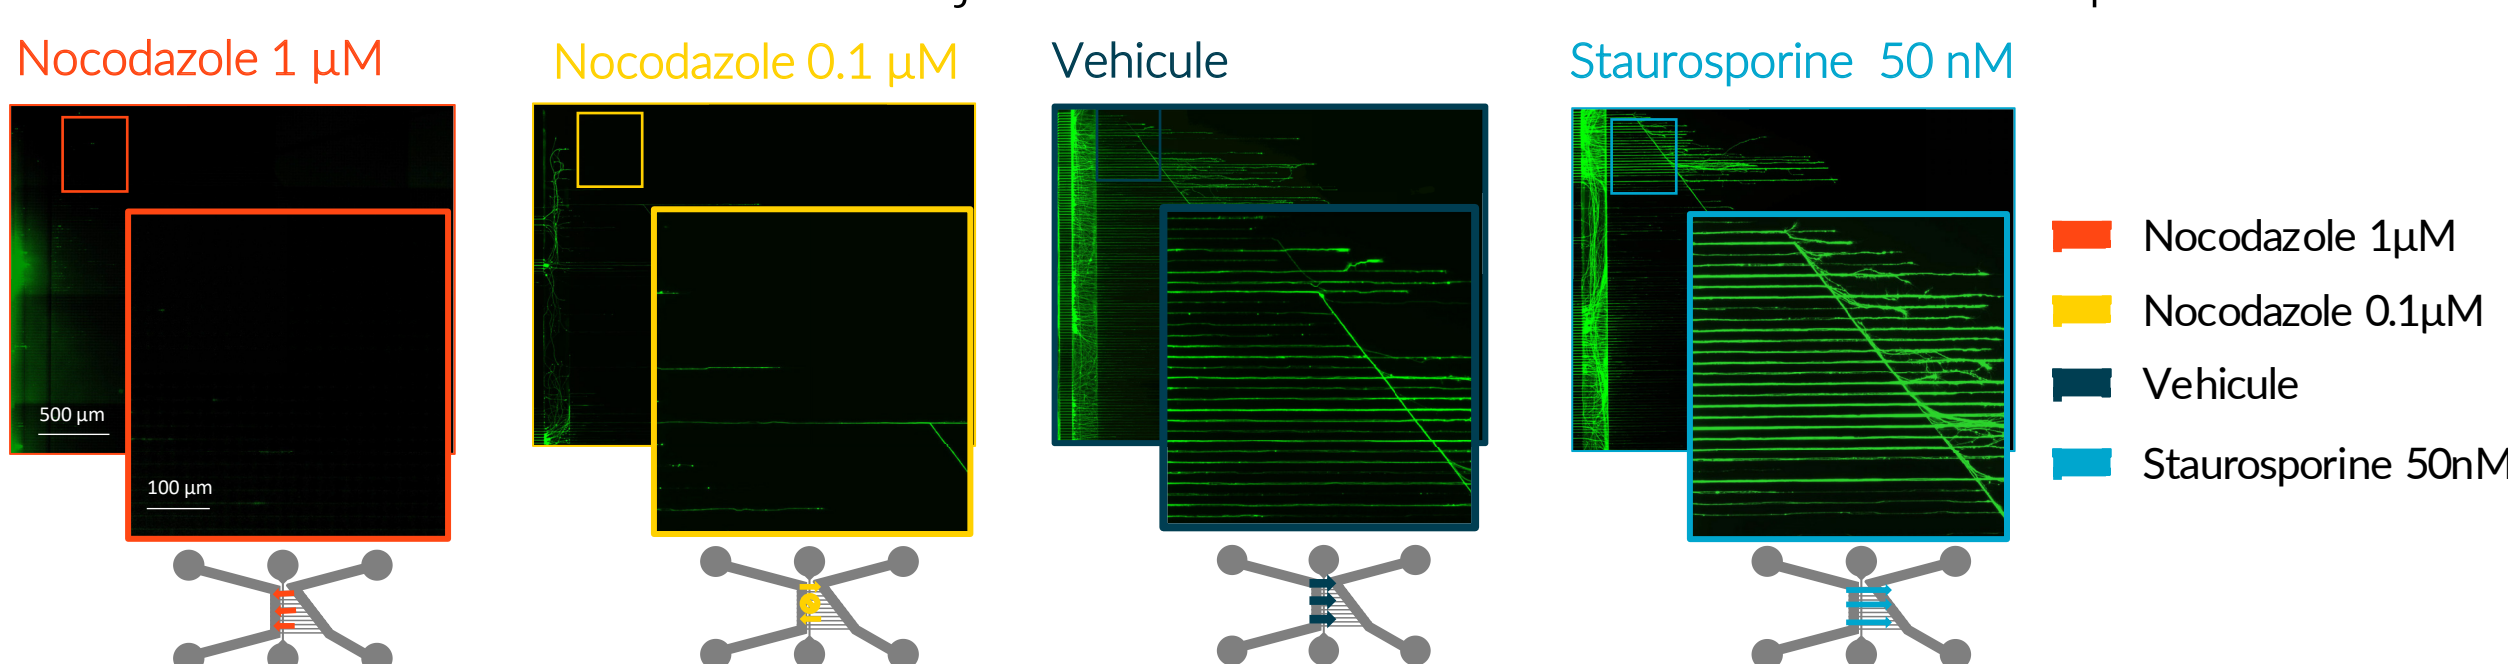 Nocodazole 1 µM
Nocodazole 0.1 µM
Vehicule
Staurosporine 50 nM
500 µm
100 µm
Nocodazole 1µM
Nocodazole 0.1µM
Vehicule
Staurosporine 50nM